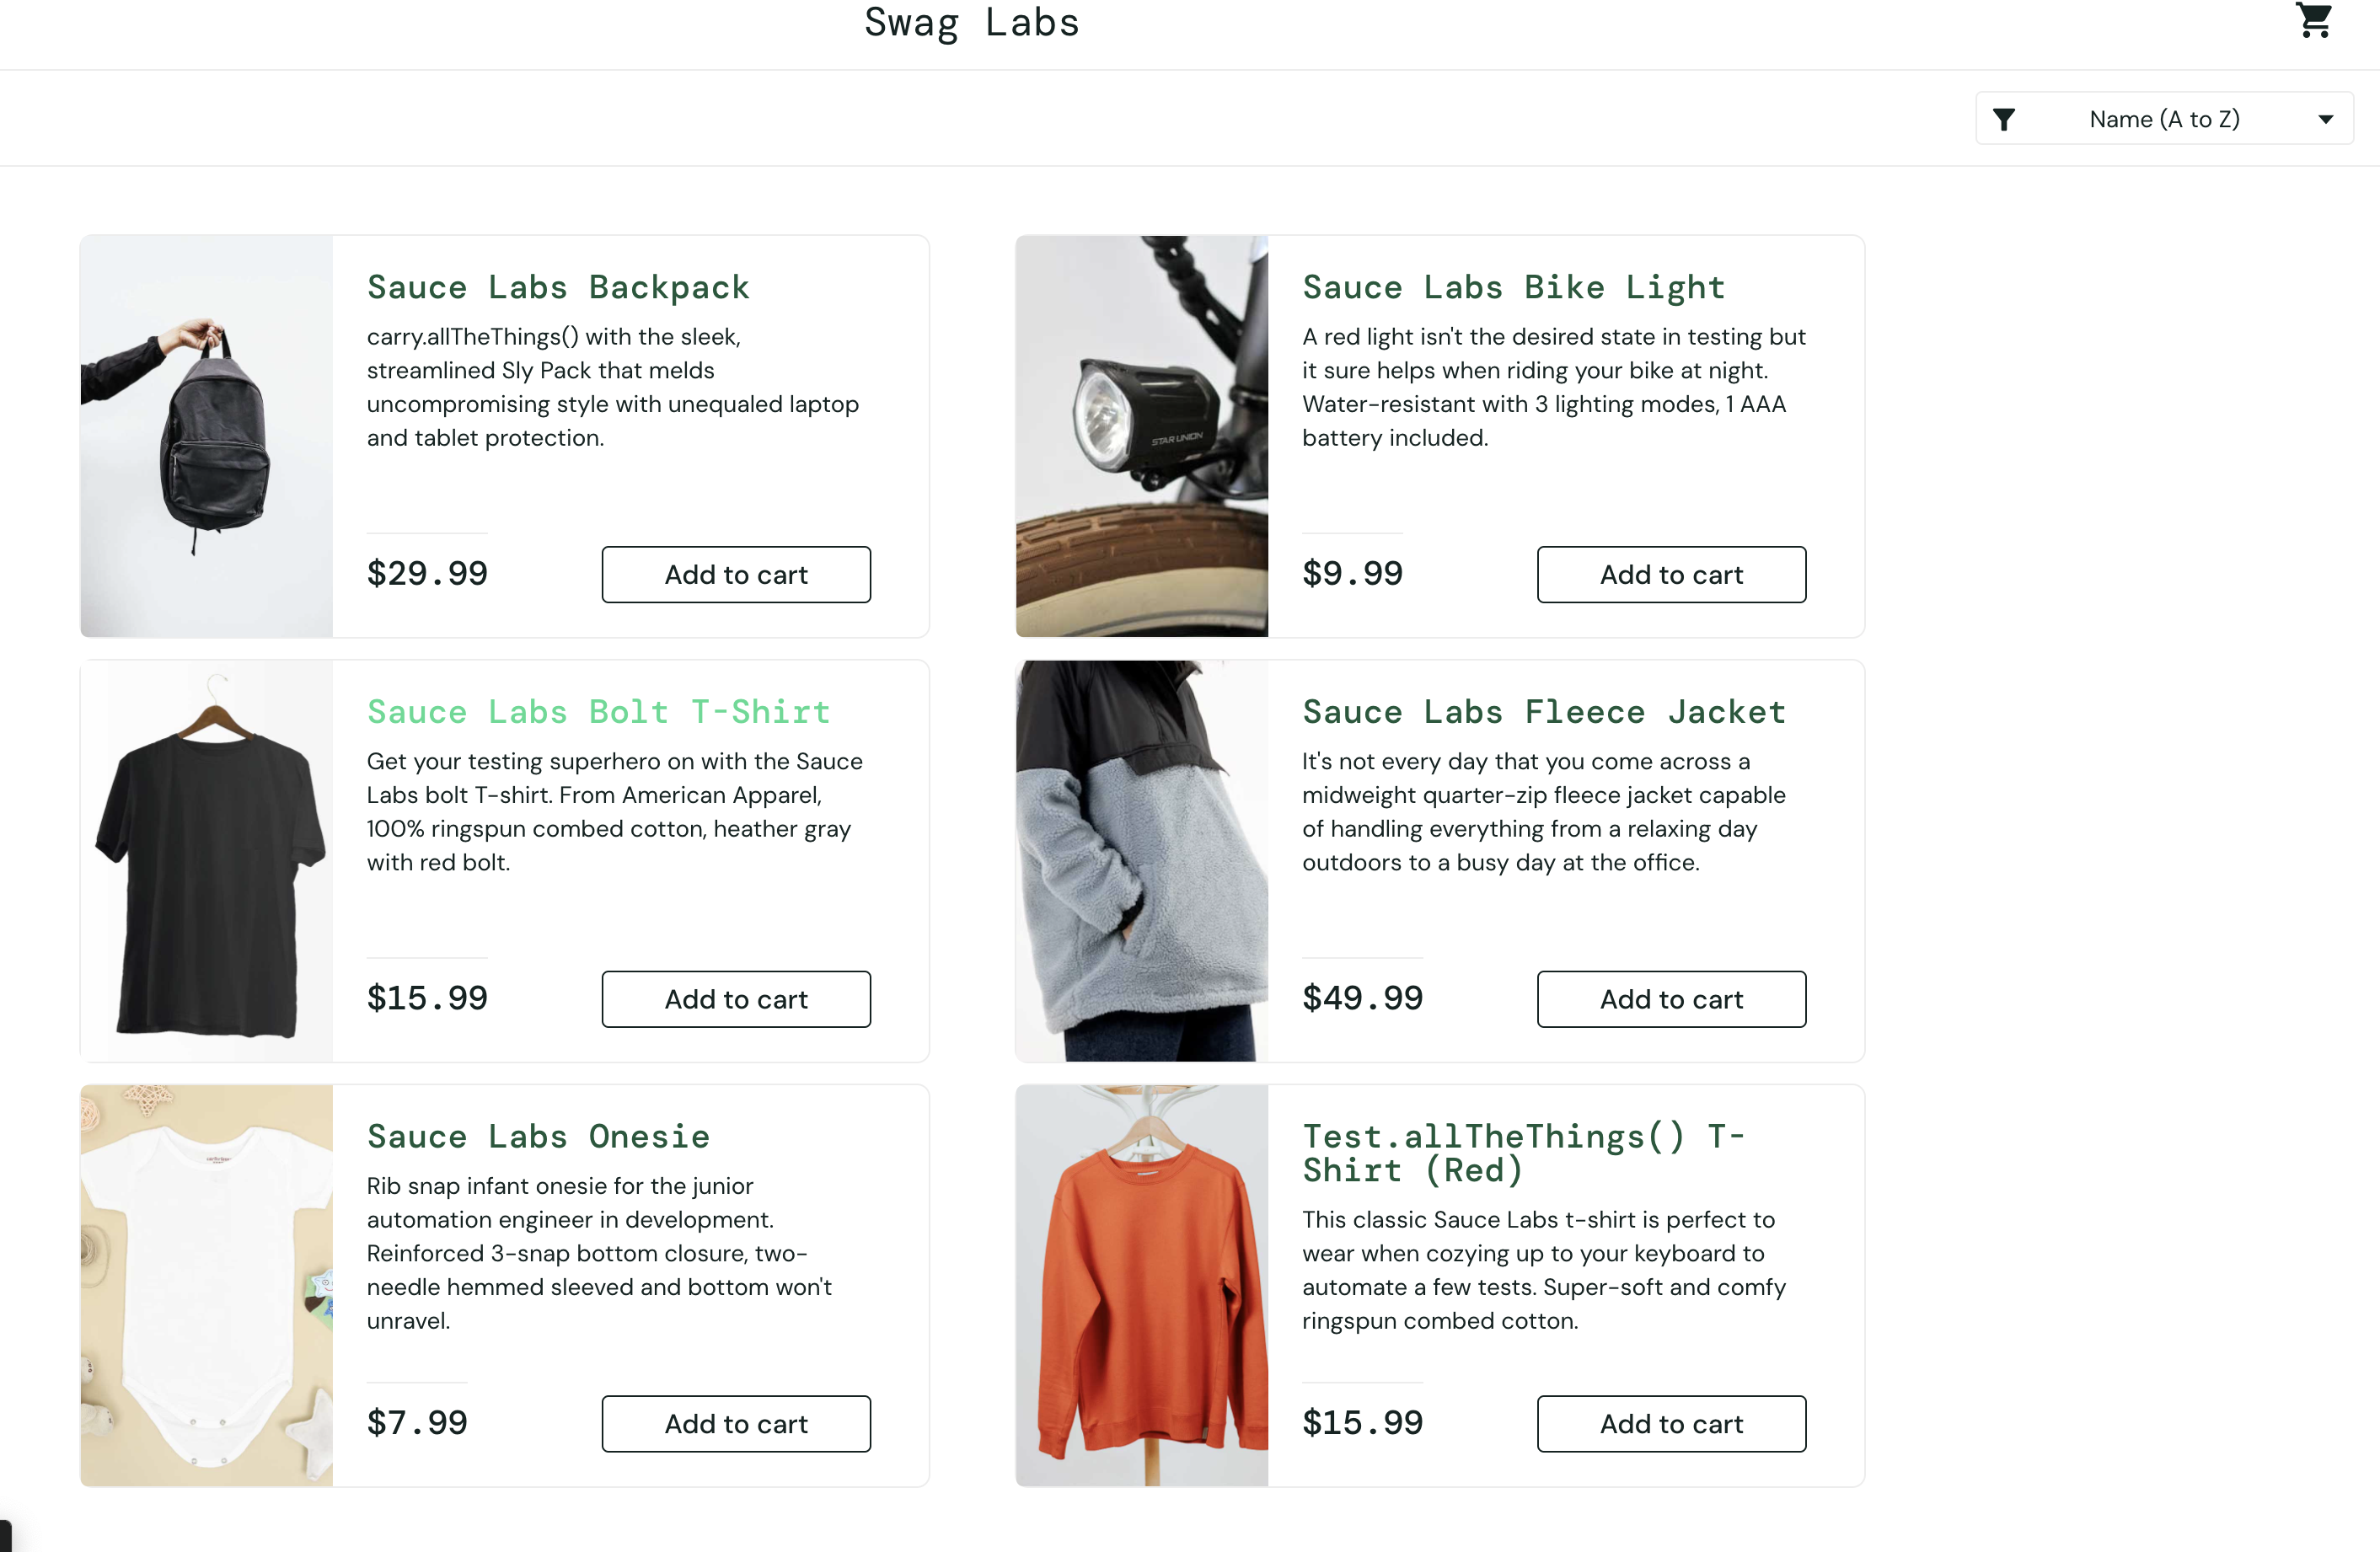 Swag Labs
Name (A to Z)
Sauce Labs Backpack
carry.allTheThings() with the sleek,
streamlined Sly Pack that melds
uncompromising style with unequaled laptop
and tablet protection.
$29.99
Add to cart
Sauce Labs Bike Light
A red light isn't the desired state in testing but
it sure helps when riding your bike at night.
Water-resistant with 3 lighting modes, 1 AAA
battery included.
STAR UNION
$9.99
Add to cart
Sauce Labs Bolt T-Shirt
Get your testing superhero on with the Sauce
Labs bolt T-shirt. From American Apparel,
100% ringspun combed cotton, heather gray
with red bolt.
$15.99
Add to cart
Sauce Labs Fleece Jacket
It's not every day that you come across a
midweight quarter-zip fleece jacket capable
of handling everything from a relaxing day
outdoors to a busy day at the office.
$49.99
Add to cart
Sauce Labs Onesie
Rib snap infant onesie for the junior
automation engineer in development.
Reinforced 3-snap bottom closure, two-
needle hemmed sleeved and bottom won't
unravel.
$7.99
Add to cart
Test.allTheThings() T-
Shirt (Red)
This classic Sauce Labs t-shirt is perfect to
wear when cozying up to your keyboard to
automate a few tests. Super-soft and comfy
ringspun combed cotton.
$15.99
Add to cart